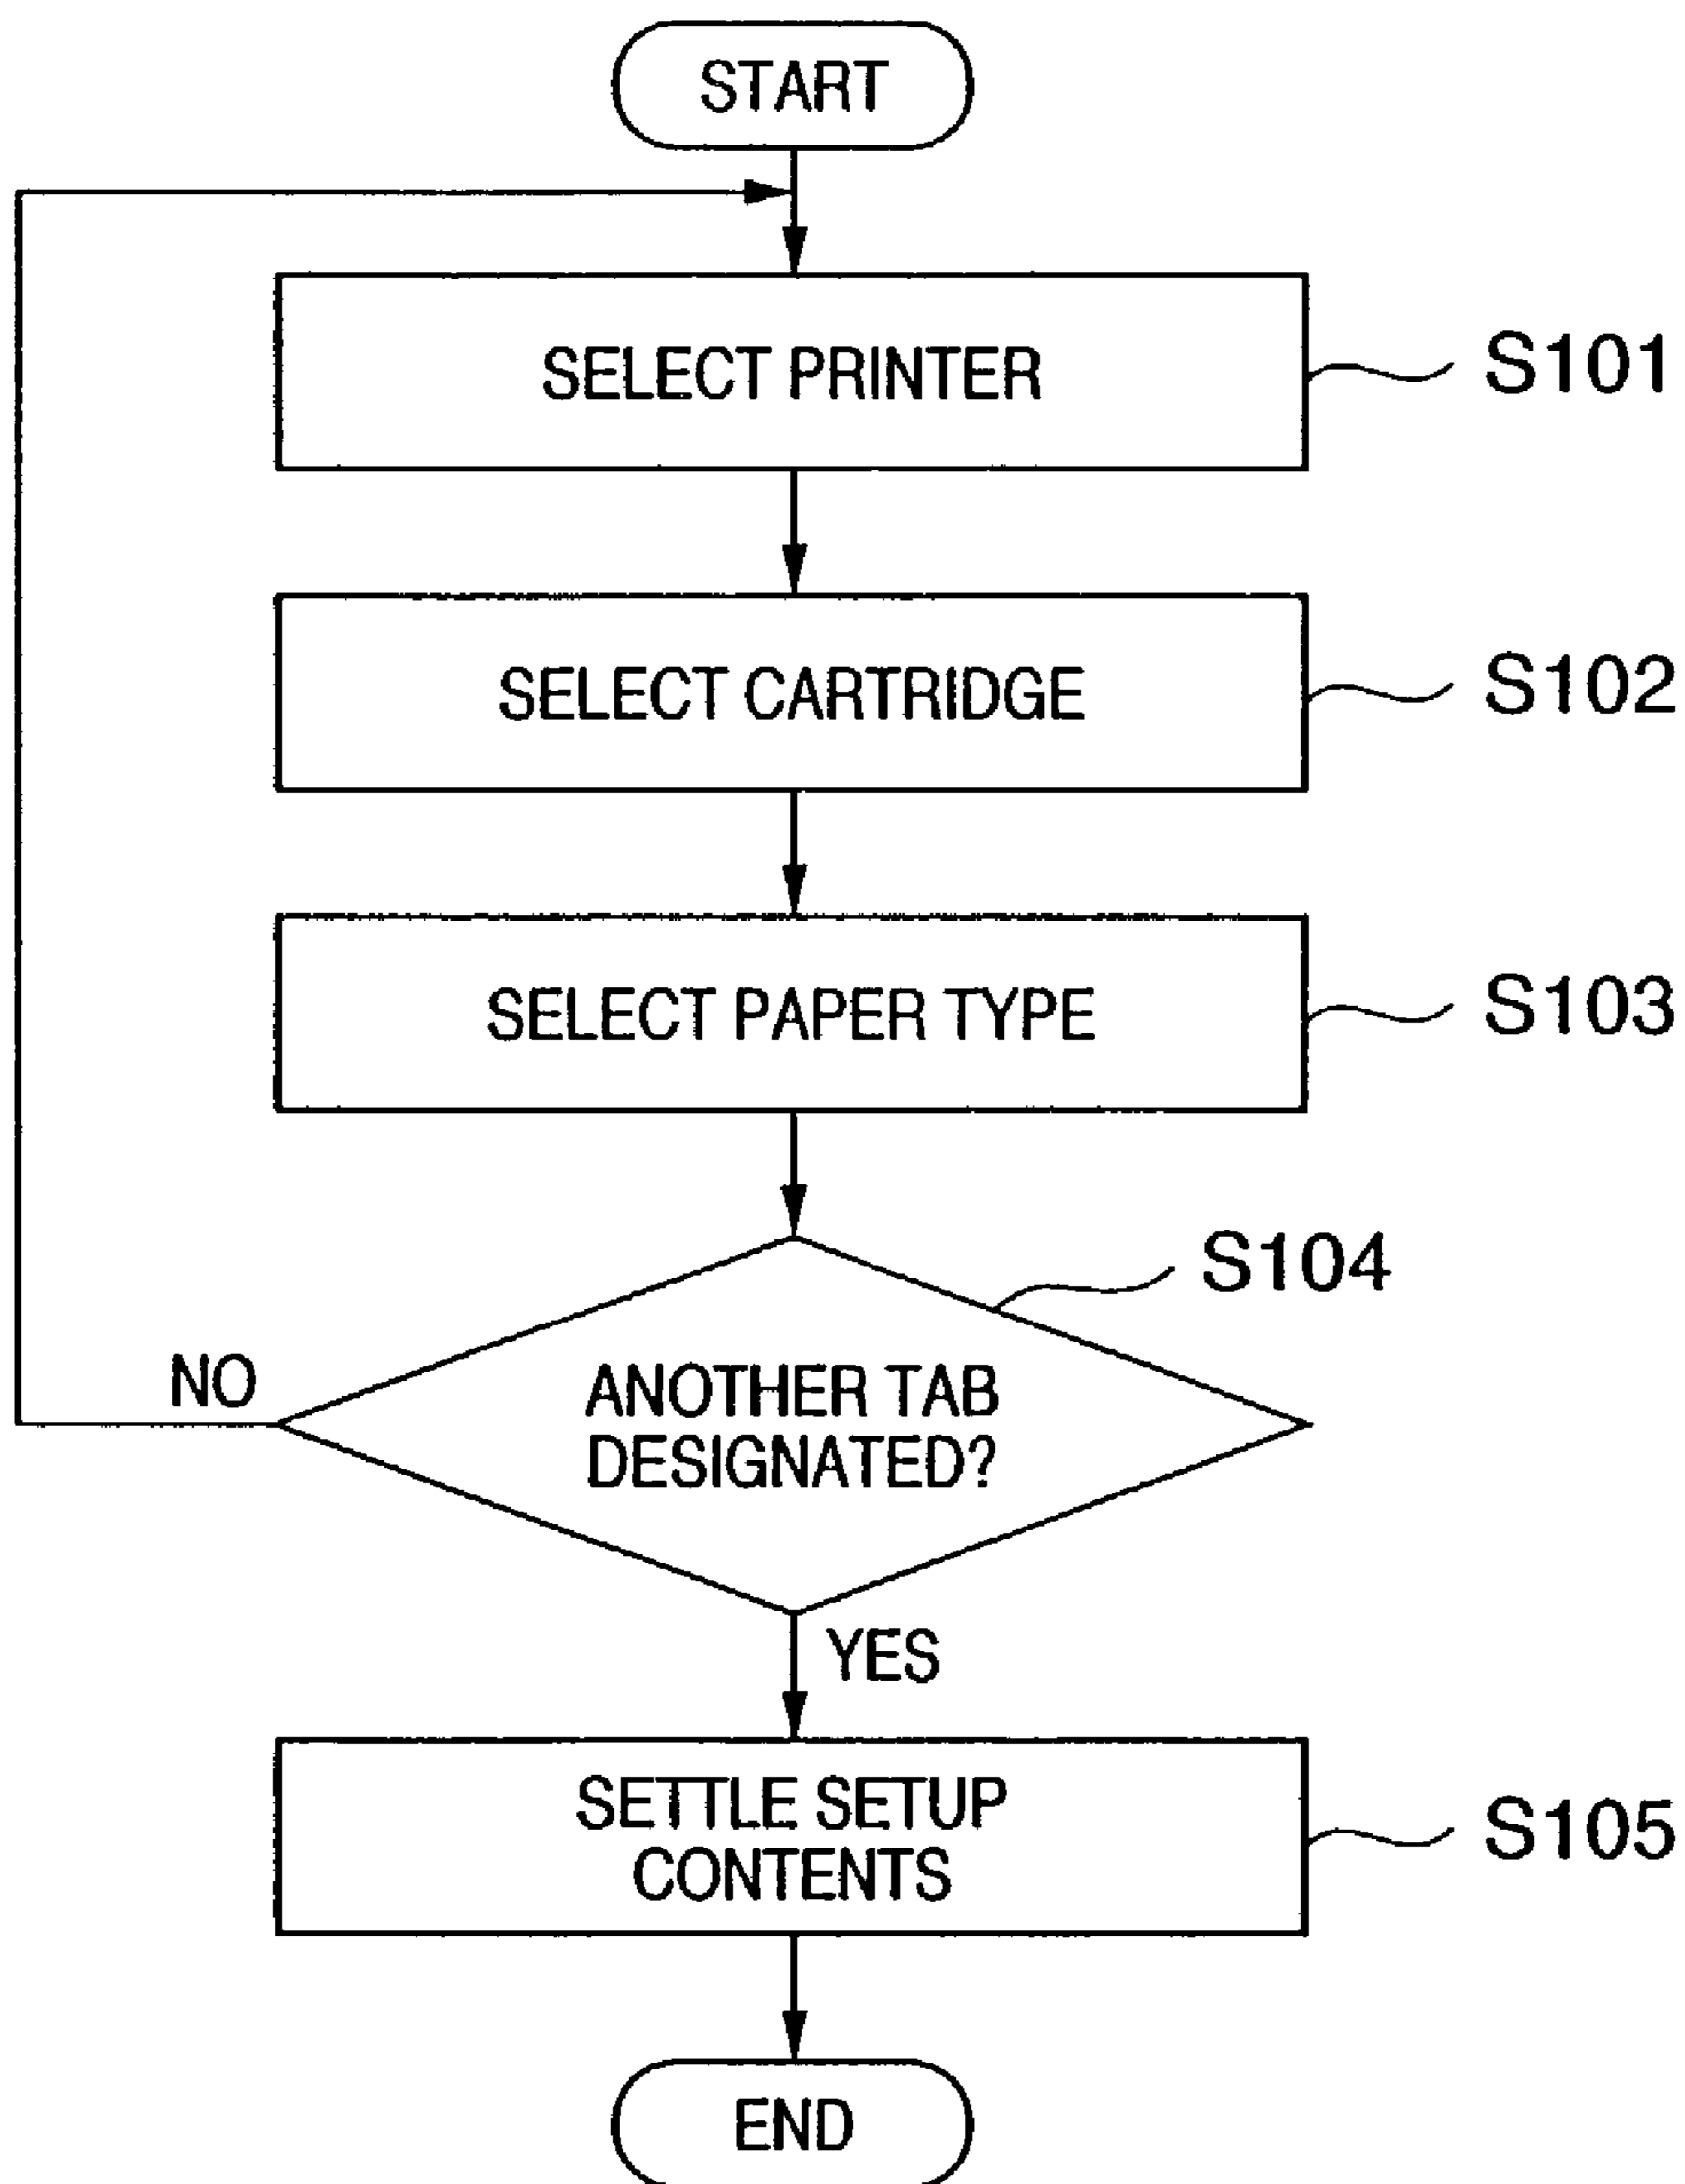 START
SELECT PRINTER
S101
SELECT CARTRIDGE
S102
SELECT PAPER TYPE
S103
S104
NO
ANOTHER TAB
DESIGNATED?
YES
SETTLE SETUP
CONTENTS
S105
END